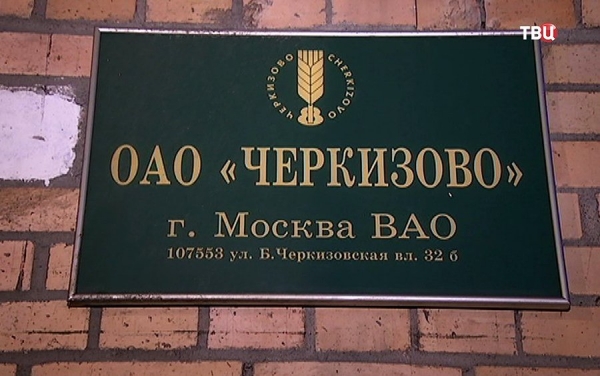 ТВЦ
ЧЕРКИЗОВО CHERKIZOVO
ОАО «ЧЕРКИЗОВО»
г. Москва ВАО
107553 ул. Б.Черкизовская вл. 32 б